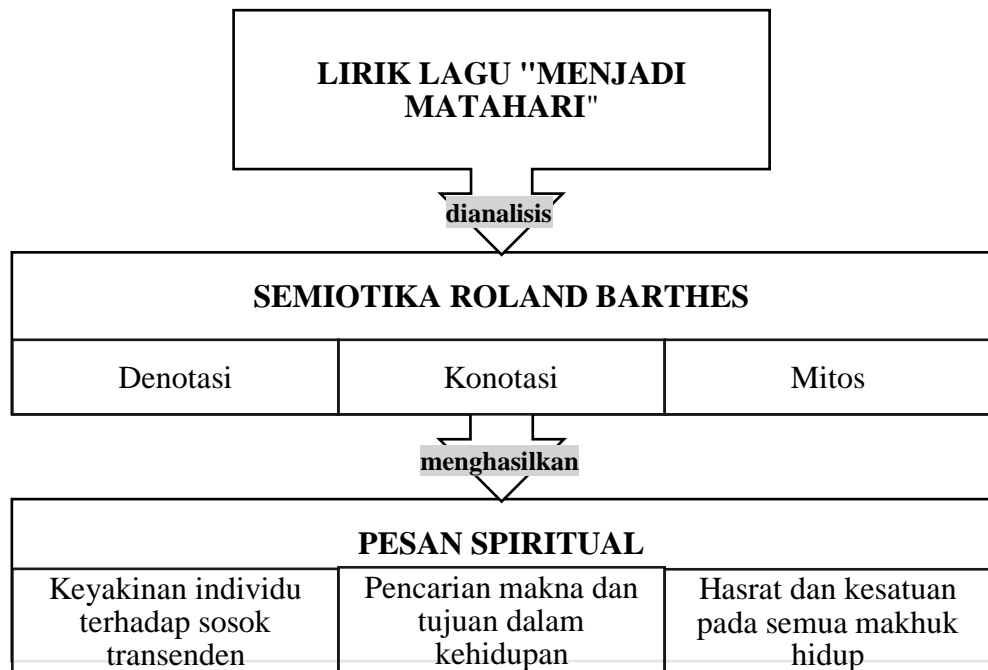 LIRIK LAGU "MENJADI
MATAHARI"
dianalisis
SEMIOTIKA ROLAND BARTHES
Denotasi
Konotasi
Mitos
menghasilkan
PESAN SPIRITUAL
Keyakinan individu
terhadap sosok
transenden
Pencarian makna dan
tujuan dalam
kehidupan
Hasrat dan kesatuan
pada semua makhuk
hidup